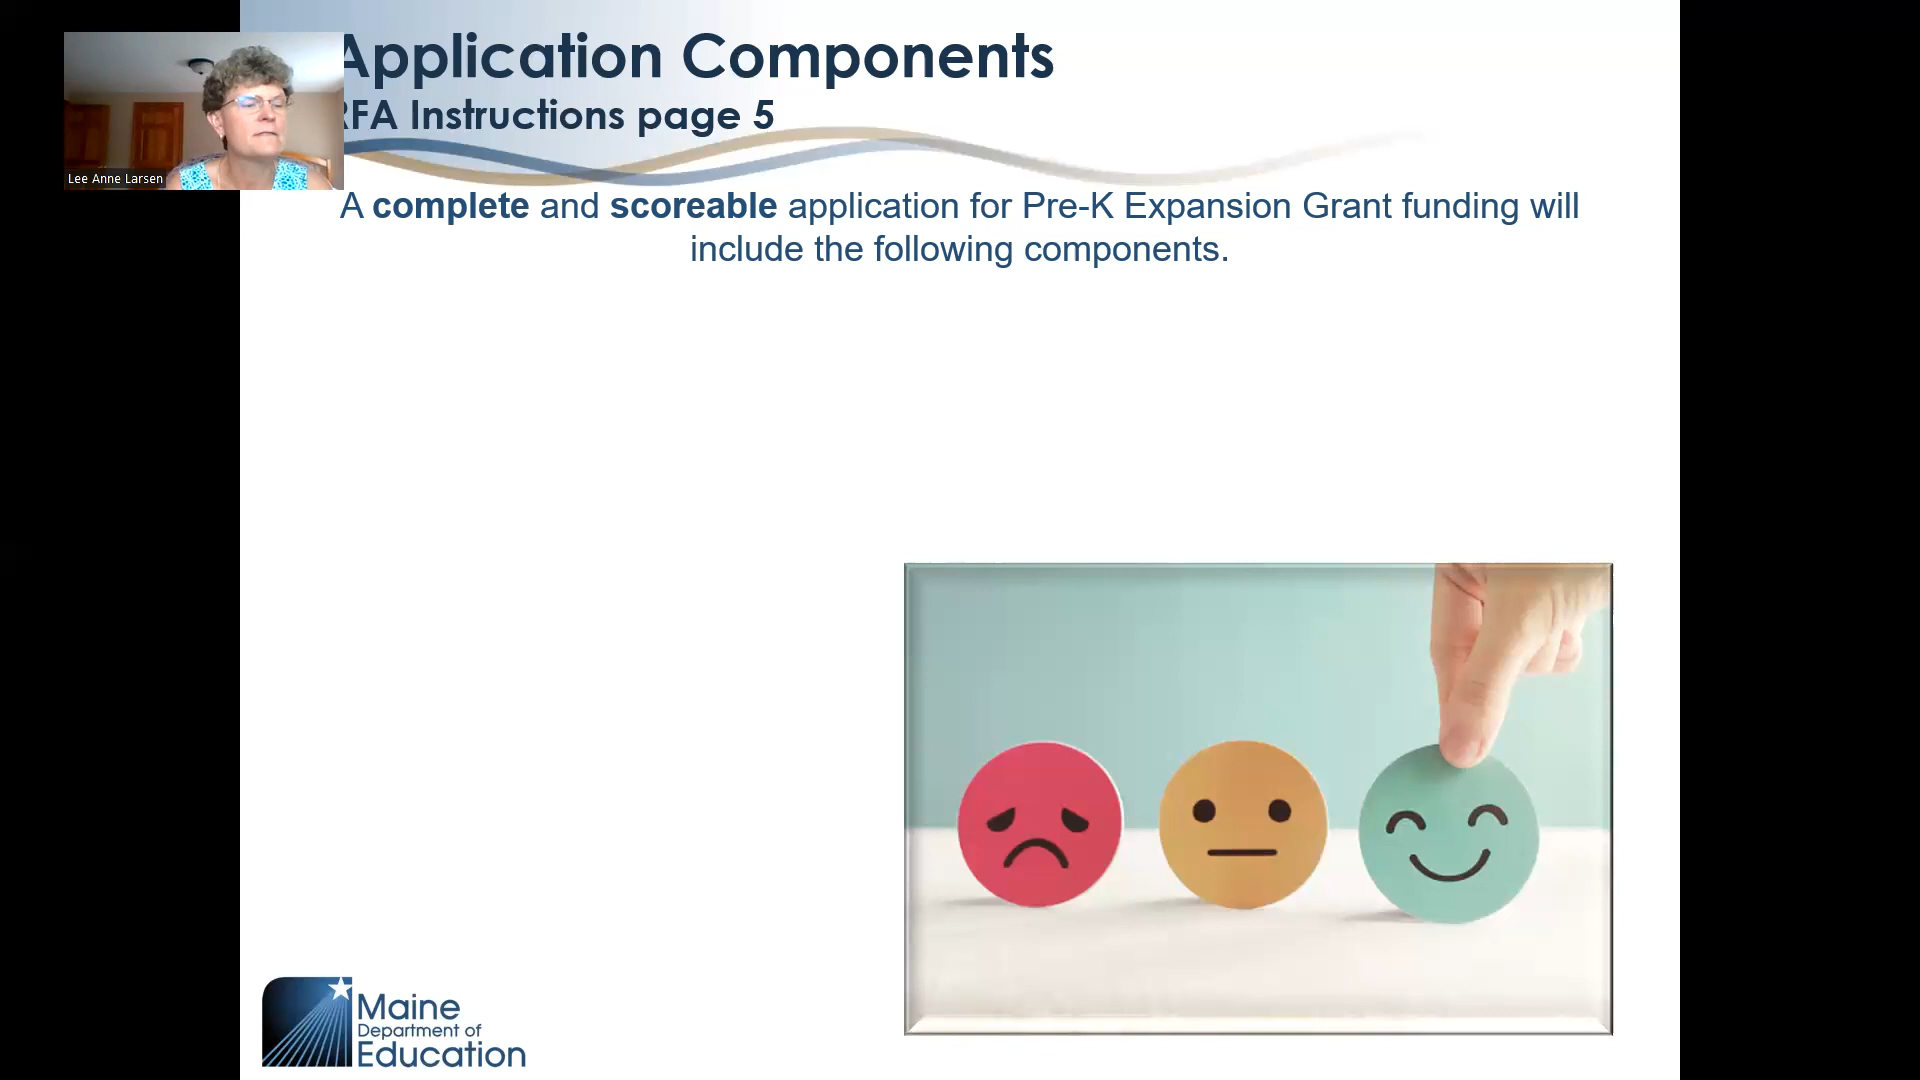 Application Components
RFA Instructions page 5
Lee Anne Larsen
A complete and scoreable application for Pre-K Expansion Grant funding will
include the following components.
Maine
Department of
Education